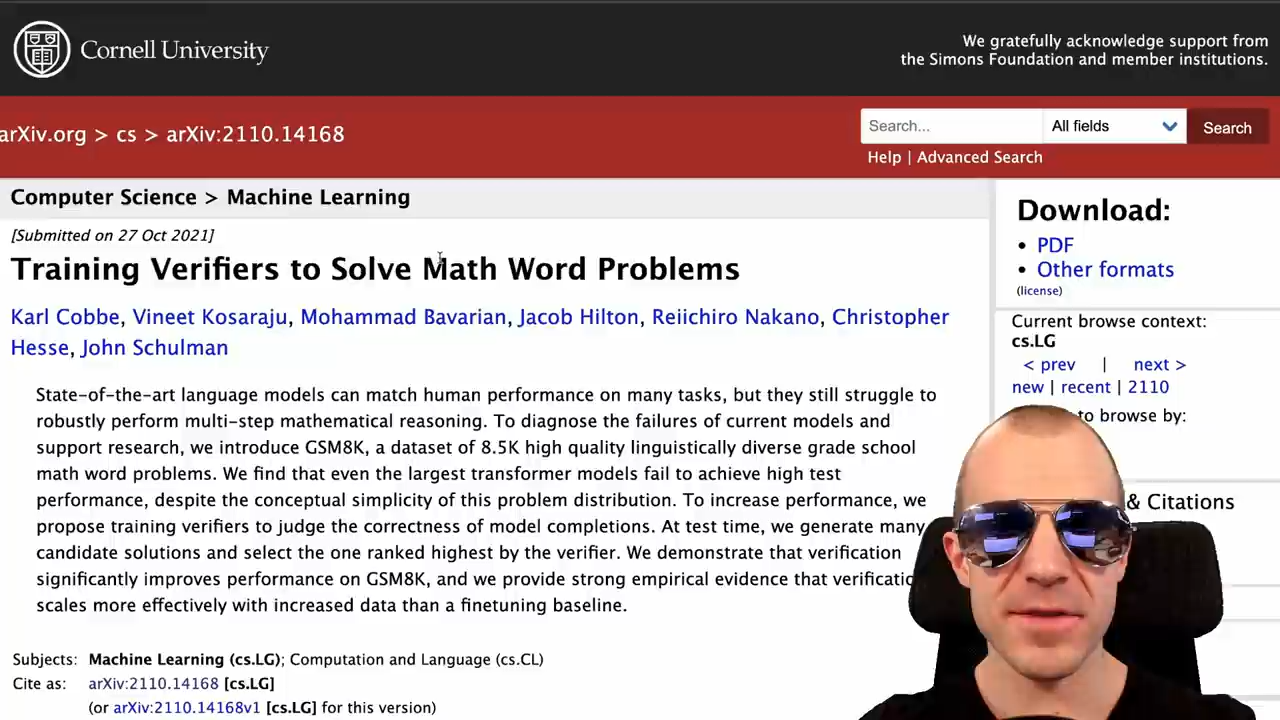 Cornell University
We gratefully acknowledge support from
the Simons Foundation and member institutions.
arXiv.org > cs > arXiv:2110.14168
Search...
All fields
Search
Help | Advanced Search
Computer Science > Machine Learning
[Submitted on 27 Oct 2021]
Training Verifiers to Solve Math Word Problems
Karl Cobbe, Vineet Kosaraju, Mohammad Bavarian, Jacob Hilton, Reiichiro Nakano, Christopher
Hesse, John Schulman
State-of-the-art language models can match human performance on many tasks, but they still struggle to
robustly perform multi-step mathematical reasoning. To diagnose the failures of current models and
support research, we introduce GSM8K, a dataset of 8.5K high quality linguistically diverse grade school
math word problems. We find that even the largest transformer models fail to achieve high test
performance, despite the conceptual simplicity of this problem distribution. To increase performance, we
propose training verifiers to judge the correctness of model completions. At test time, we generate many
candidate solutions and select the one ranked highest by the verifier. We demonstrate that verification
significantly improves performance on GSM8K, and we provide strong empirical evidence that verificatio
scales more effectively with increased data than a finetuning baseline.
Subjects: Machine Learning (cs.LG); Computation and Language (cs.CL)
Cite as: arXiv:2110.14168 [cs.LG]
(or arXiv:2110.14168v1 [cs.LG] for this version)
Download:
• PDF
• Other formats
(license)
Current browse context:
cs.LG
< prev | next >
new | recent | 2110
to browse by:
& Citations